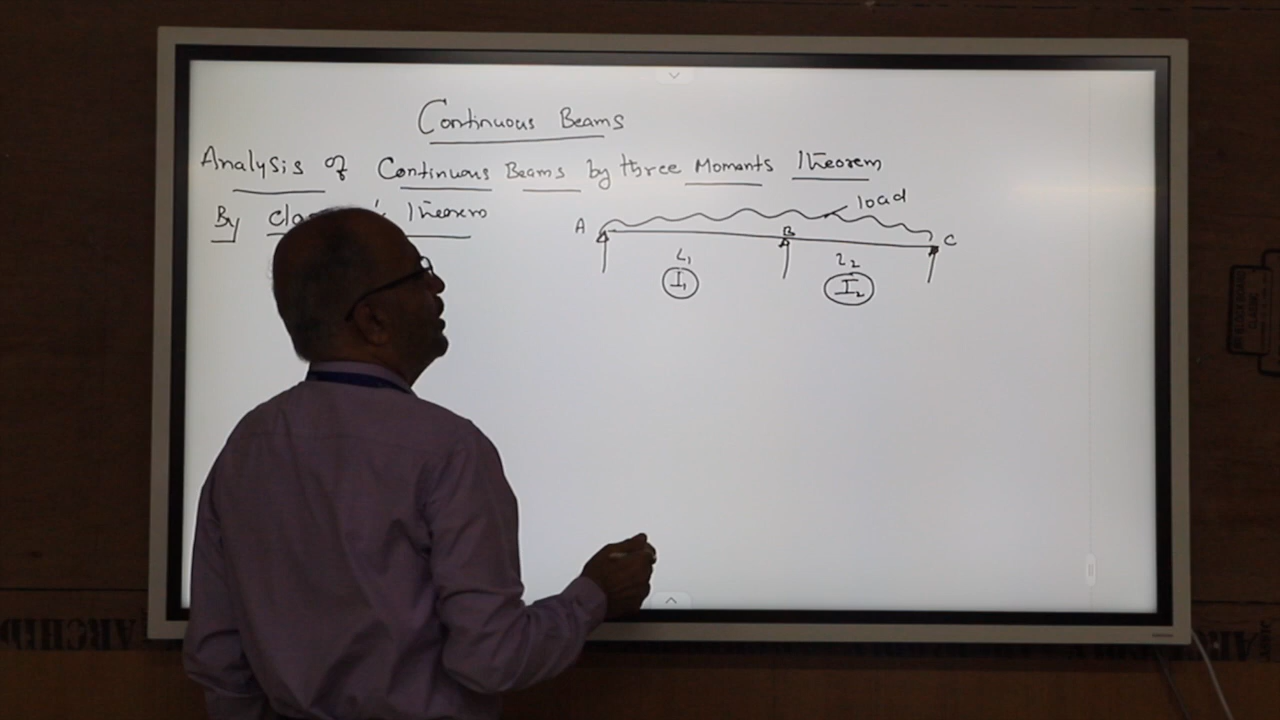 Continuous Beams
Analysis of Continuous Beams by three Moments Theorem
By Theorem
load
A B C
L1 L2
I1 I2